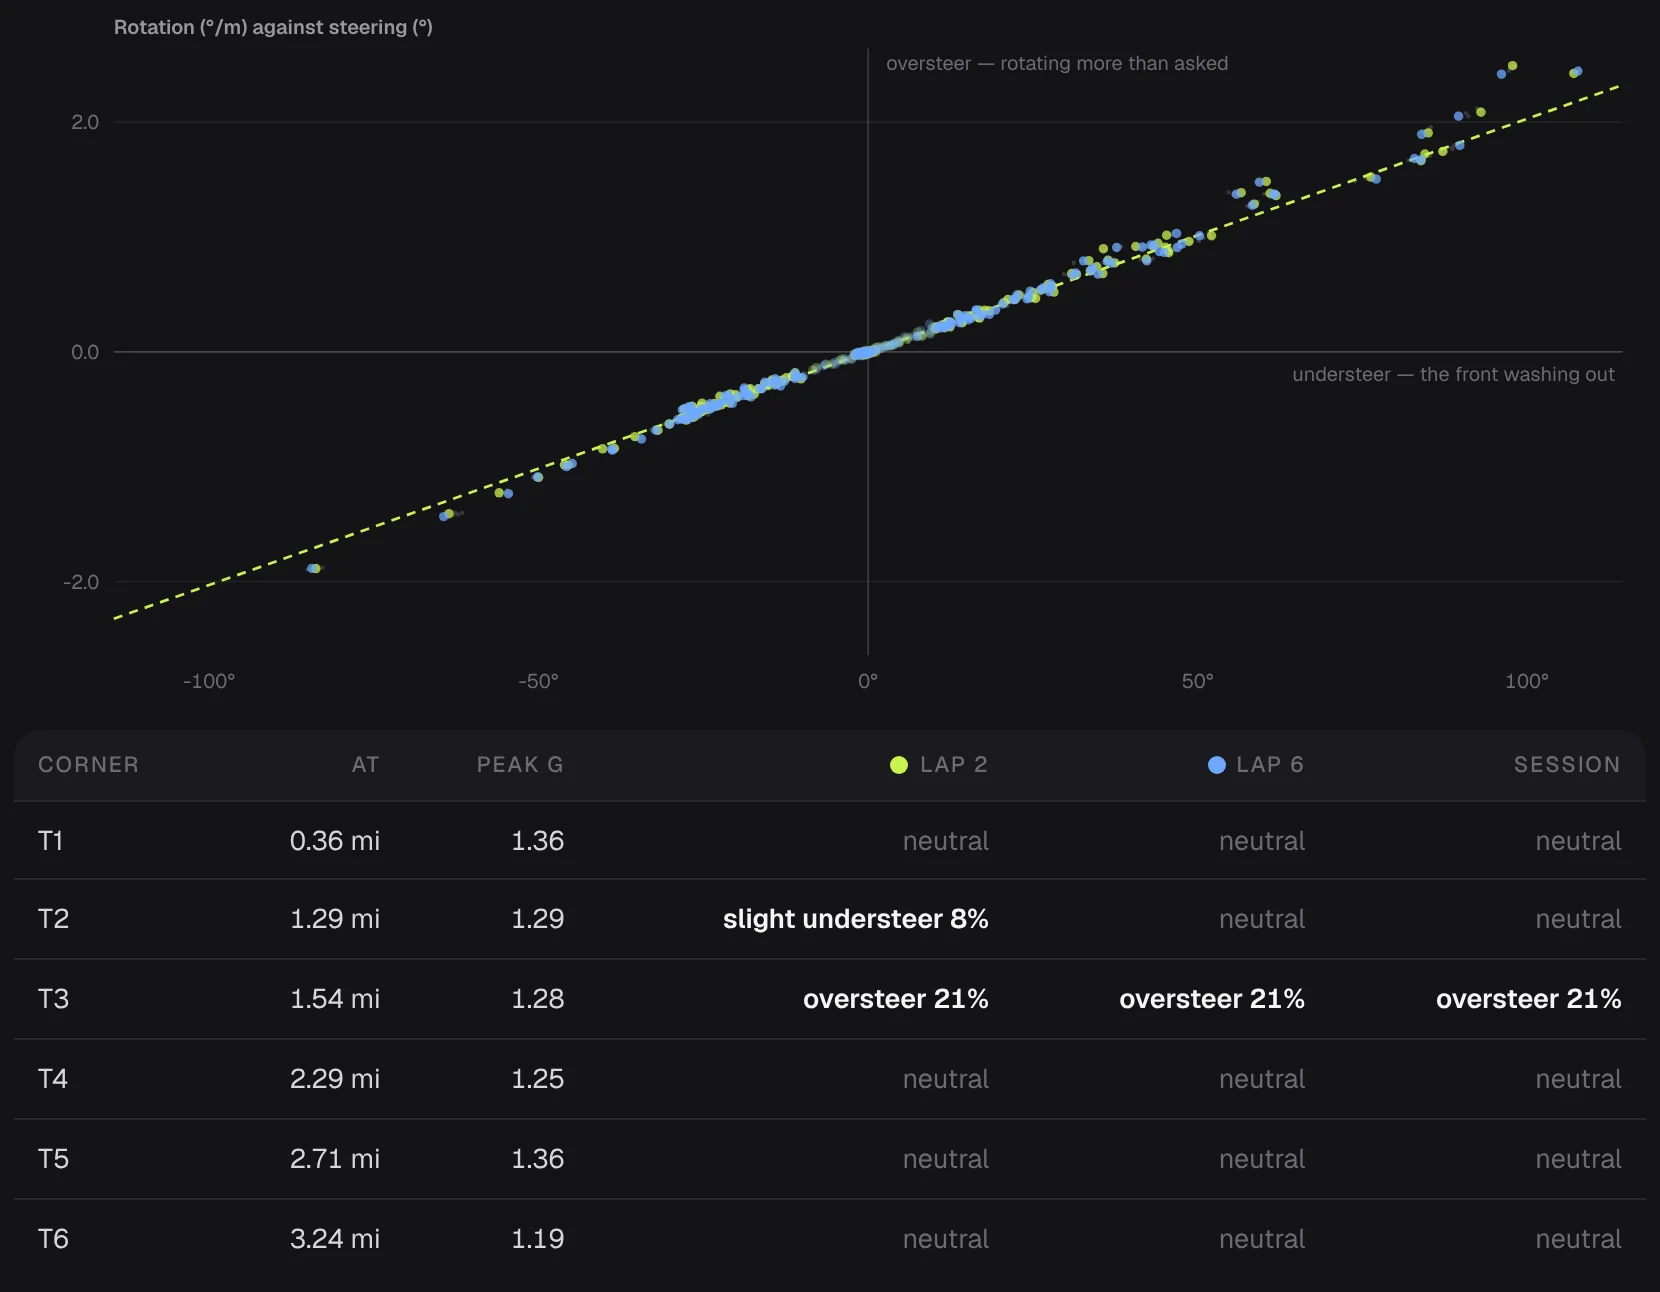 Rotation (°/m) against steering (°)
oversteer — rotating more than asked
2.0
0.0
understeer — the front washing out
-2.0
-100° -50° 0° 50° 100°
CORNER AT PEAK G LAP 2 LAP 6 SESSION
T1 0.36 mi 1.36 neutral neutral neutral
T2 1.29 mi 1.29 slight understeer 8% neutral neutral
T3 1.54 mi 1.28 oversteer 21% oversteer 21% oversteer 21%
T4 2.29 mi 1.25 neutral neutral neutral
T5 2.71 mi 1.36 neutral neutral neutral
T6 3.24 mi 1.19 neutral neutral neutral